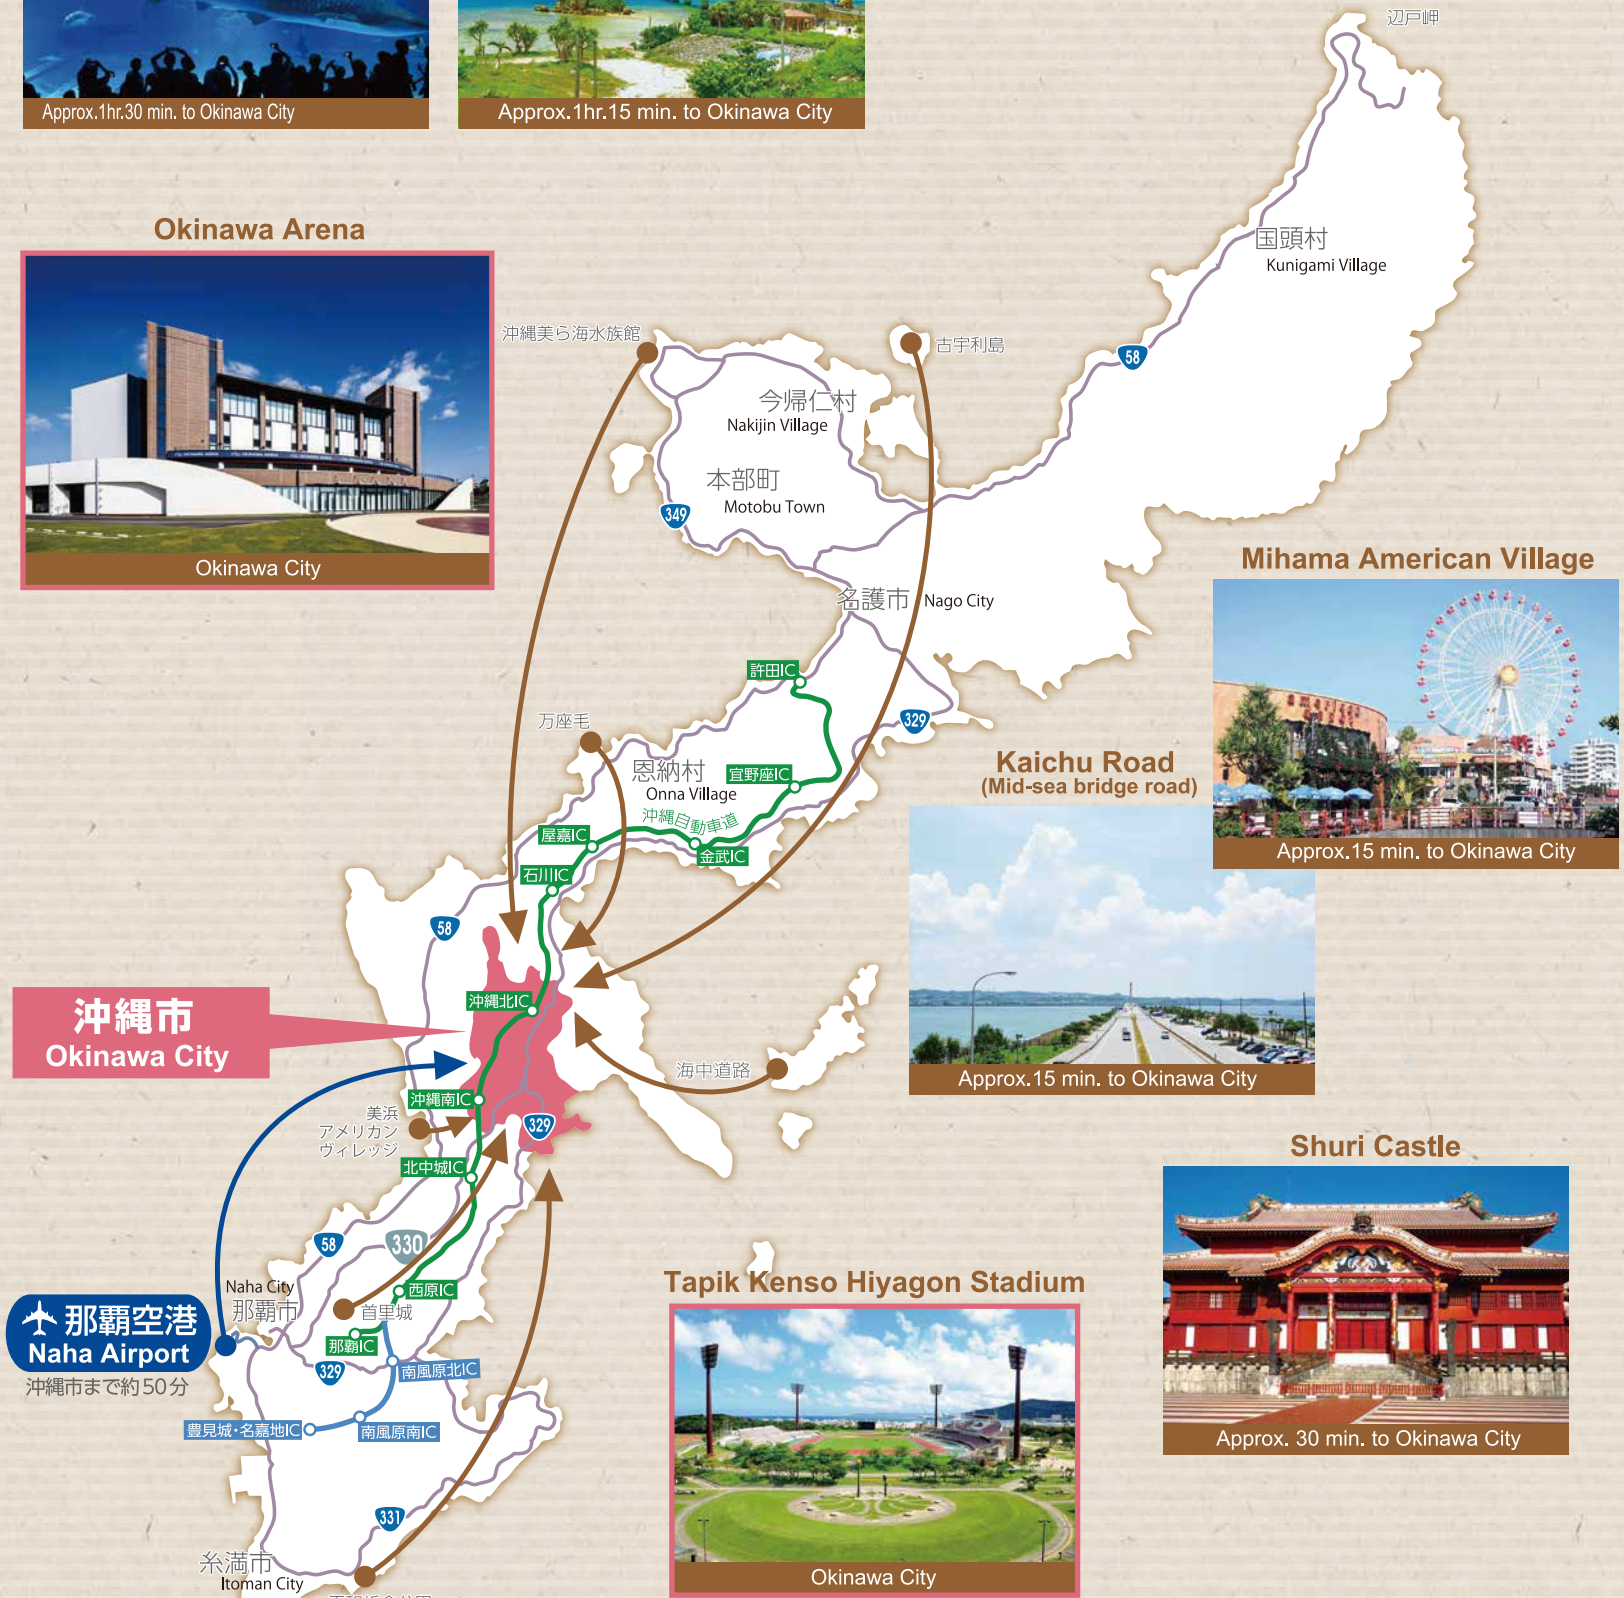 Approx.1hr.30 min. to Okinawa City
Approx.1hr.15 min. to Okinawa City
辺戸岬
Okinawa Arena
Okinawa City
国頭村
Kunigami Village
沖縄美ら海水族館
古宇利島
58
今帰仁村
Nakijin Village
本部町
Motobu Town
349
Mihama American Village
Approx.15 min. to Okinawa City
名護市 Nago City
許田IC
万座毛
329
恩納村
Onna Village
宜野座IC
沖縄自動車道
屋嘉IC
金武IC
石川IC
Kaichu Road
(Mid-sea bridge road)
Approx.15 min. to Okinawa City
58
沖縄市
Okinawa City
沖縄北IC
海中道路
沖縄南IC
美浜
アメリカン
ヴィレッジ
329
北中城IC
Shuri Castle
Approx. 30 min. to Okinawa City
58
330
Naha City
那覇市
西原IC
首里城
那覇空港
Naha Airport
沖縄市まで約50分
那覇IC
329
南風原北IC
豊見城・名嘉地IC
南風原南IC
Tapik Kenso Hiyagon Stadium
Okinawa City
331
糸満市
Itoman City